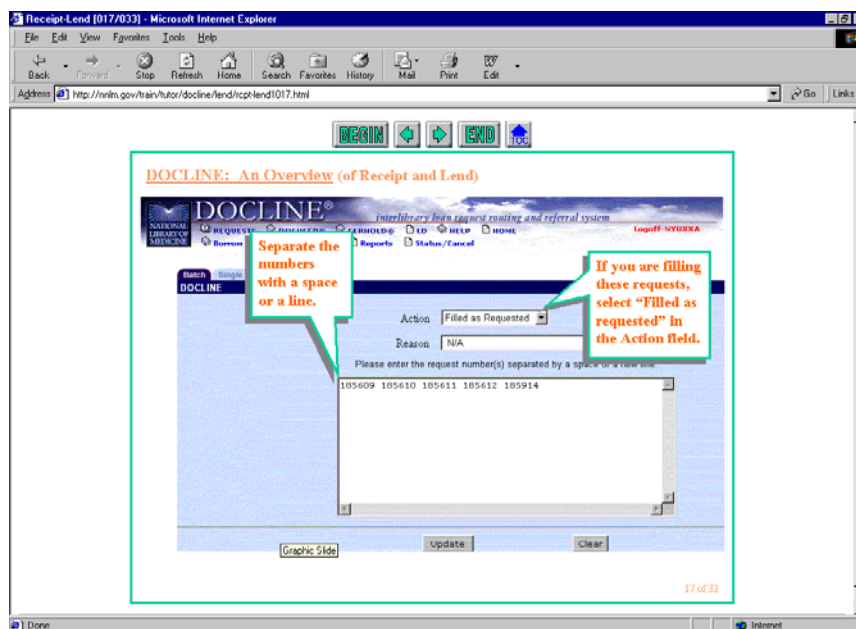 Receipt-Lend [017/033] - Microsoft Internet Explorer
File Edit View Favorites Tools Help
Back Forward Stop Refresh Home Search Favorites History Mail Print Edit
Address http://nnlm.gov/train/tutor/docline/lend/rcpt-lend1017.html Go Links
BEGIN END TOC
DOCLINE: An Overview (of Receipt and Lend)
DOCLINE®
interlibrary loan request routing and referral system
NATIONAL
LIBRARY OF
MEDICINE
REQUESTS DOCUSER® SERHOLD® LD HELP HOME Logoff-NYUXXA
Borrow Reports Status/Cancel
Separate the
numbers
with a space
or a line.
If you are filling
these requests,
select “Filled as
requested” in
the Action field.
Batch Single
DOCLINE
Action Filled as Requested
Reason N/A
Please enter the request number(s) separated by a space or a new line.
185609 185610 185611 185612 185914
Update Clear
Graphic Slide
17 of 33
Done Internet